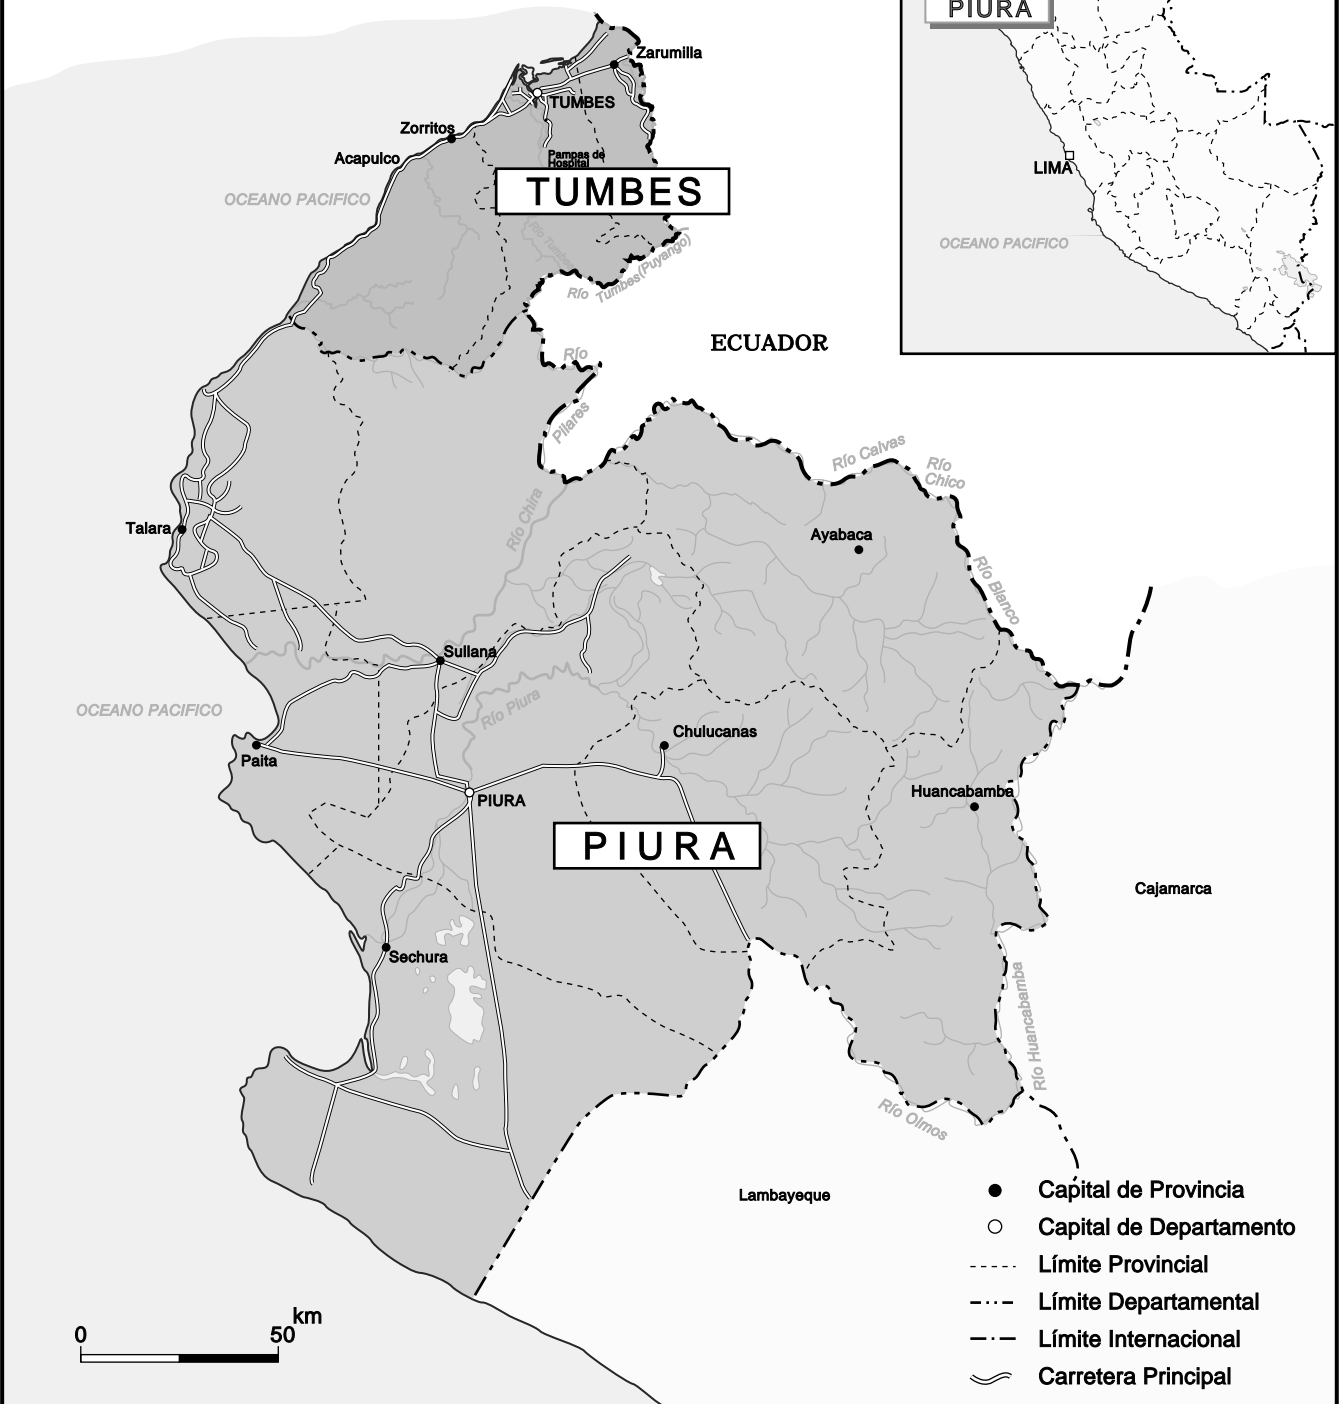 PIURA
Zarumilla
TUMBES
Zorritos
Acapulco
Pampas de
Hospital
TUMBES
OCEANO PACIFICO
Río Tumbes
Río
Tumbes(Puyango)
LIMA
OCEANO PACIFICO
ECUADOR
Río
Pilares
Río Calvas
Río
Chico
Río Chira
Talara
Ayabaca
Río Blanco
Sullana
OCEANO PACIFICO
Río Piura
Chulucanas
Paita
PIURA
Huancabamba
PIURA
Cajamarca
Sechura
Río Huancabamba
Río Olmos
Lambayeque
Capital de Provincia
Capital de Departamento
Límite Provincial
Límite Departamental
Límite Internacional
Carretera Principal
km
0 50